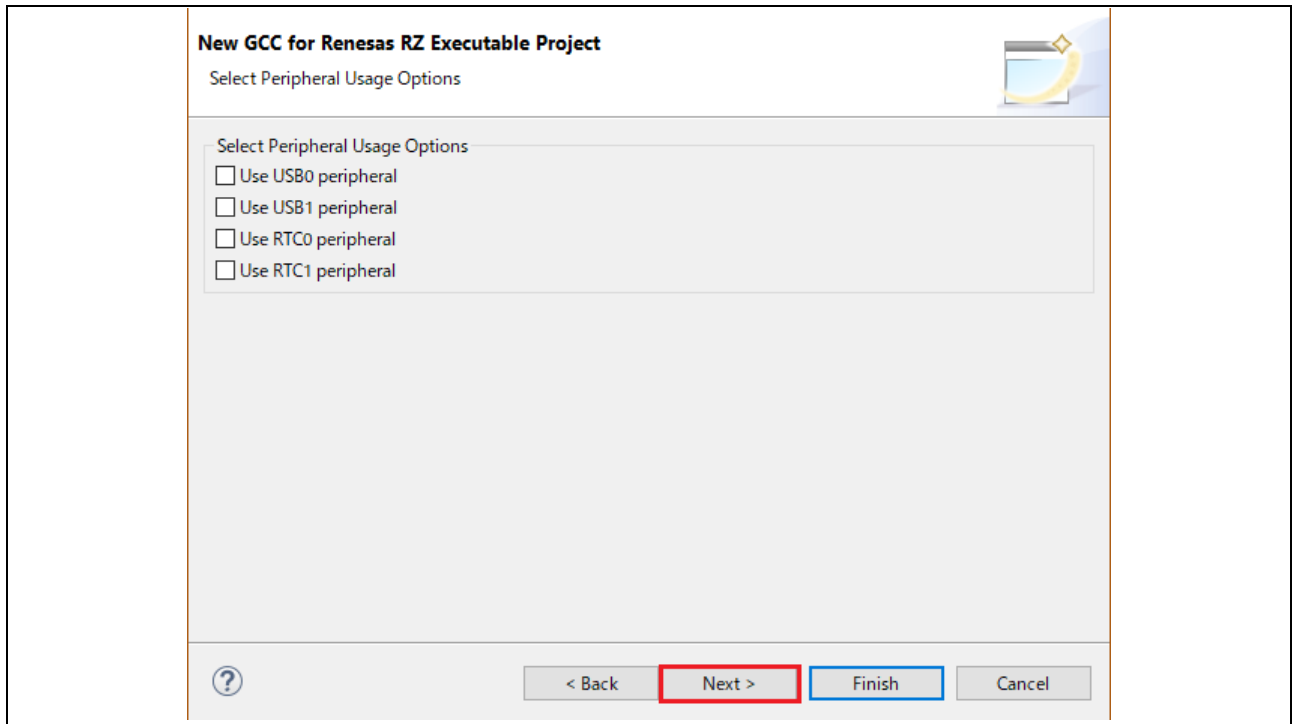 New GCC for Renesas RZ Executable Project
Select Peripheral Usage Options
Select Peripheral Usage Options
Use USB0 peripheral
Use USB1 peripheral
Use RTC0 peripheral
Use RTC1 peripheral
? < Back Next > Finish Cancel